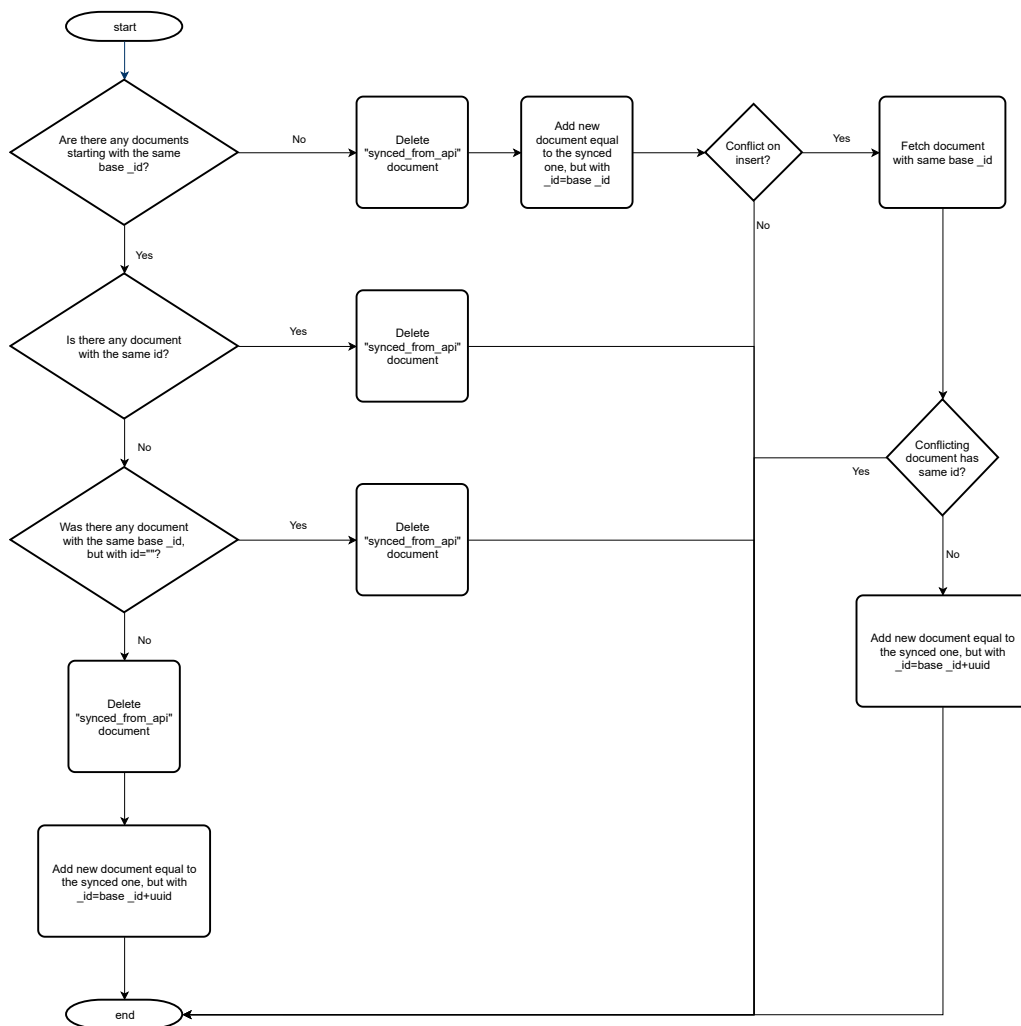 start
Are there any documents
starting with the same
base _id?
No
Delete
"synced_from_api"
document
Add new
document equal
to the synced
one, but with
_id=base _id
Conflict on
insert?
Yes
Fetch document
with same base _id
No
Yes
Is there any document
with the same id?
Yes
Delete
"synced_from_api"
document
No
Conflicting
document has
same id?
Yes
No
Was there any document
with the same base _id,
but with id=""?
Yes
Delete
"synced_from_api"
document
No
Add new document equal to
the synced one, but with
_id=base _id+uuid
Delete
"synced_from_api"
document
Add new document equal to
the synced one, but with
_id=base _id+uuid
end